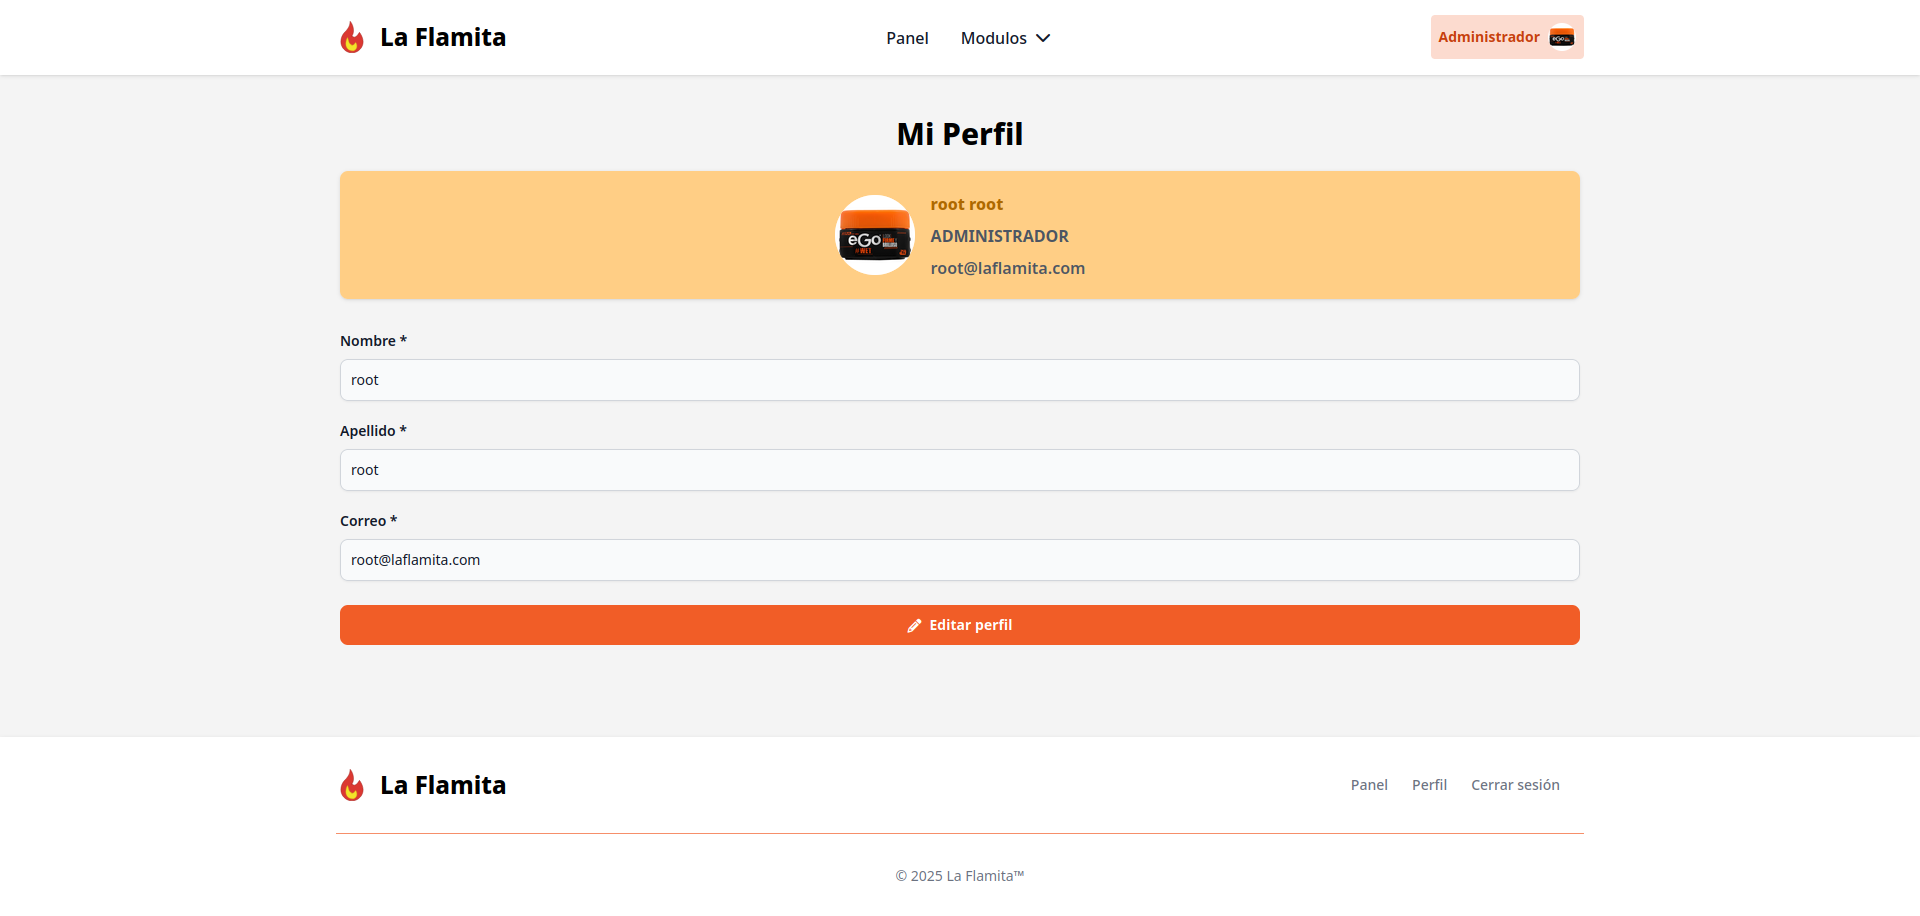 La Flamita
Panel
Modulos
Administrador
Mi Perfil
eGo
#WET
root root
ADMINISTRADOR
root@laflamita.com
Nombre *
root
Apellido *
root
Correo *
root@laflamita.com
Editar perfil
La Flamita
Panel
Perfil
Cerrar sesión
© 2025 La Flamita™